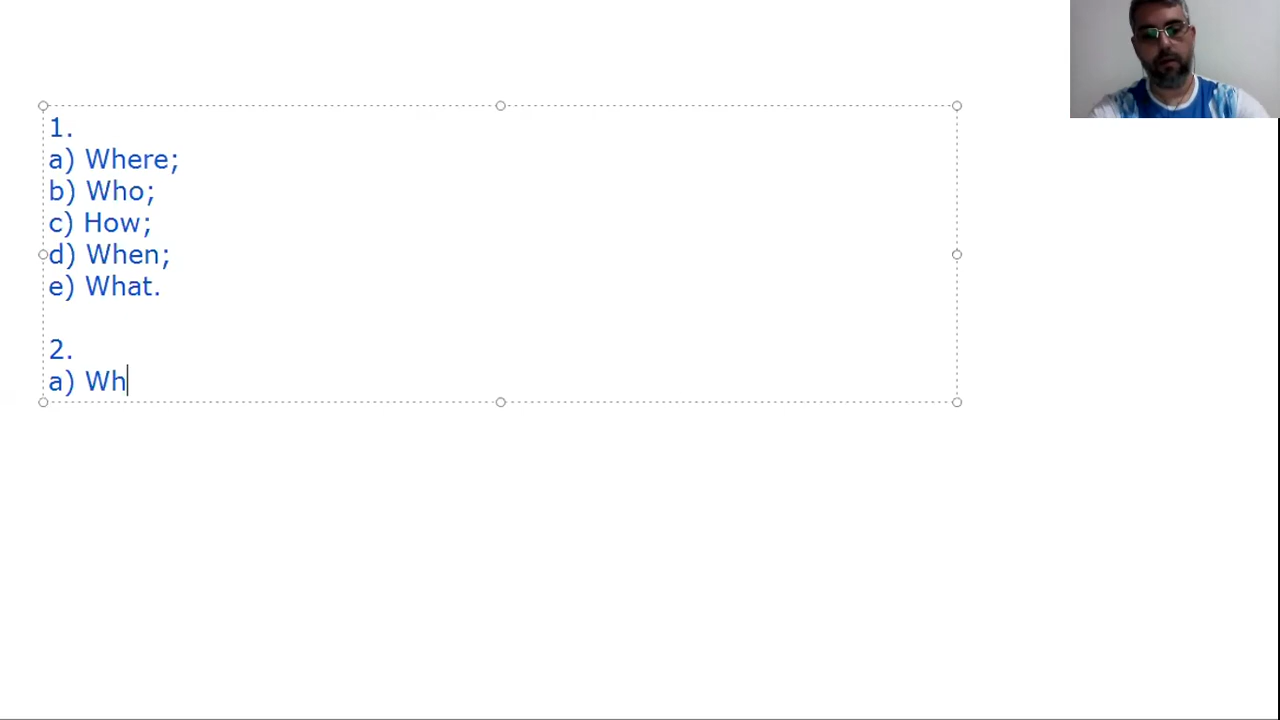 1.
a) Where;
b) Who;
c) How;
d) When;
e) What.
2.
a) Wh